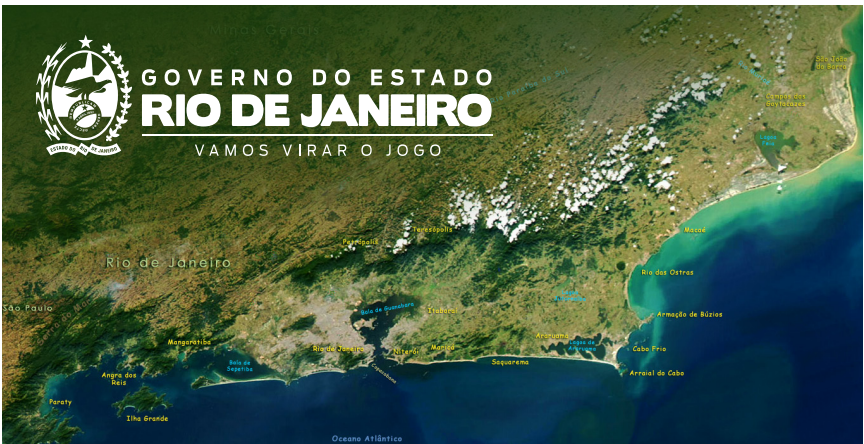 Minas Gerais
GOVERNO DO ESTADO
RIO DE JANEIRO
VAMOS VIRAR O JOGO
ESTADO DO RIO DE JANEIRO
São João
da Barra
Campos dos
Goytacazes
Lagoa
Feia
Macaé
Teresópolis
Petrópolis
Rio de Janeiro
Rio das Ostras
São Paulo
Baía de Guanabara
Itaboraí
Armação de Búzios
Mangaratiba
Rio de Janeiro
Niterói
Maricá
Araruama
Lagoa de
Araruama
Cabo Frio
Saquarema
Baía de
Sepetiba
Copacabana
Arraial do Cabo
Angra dos
Reis
Paraty
Ilha Grande
Oceano Atlântico